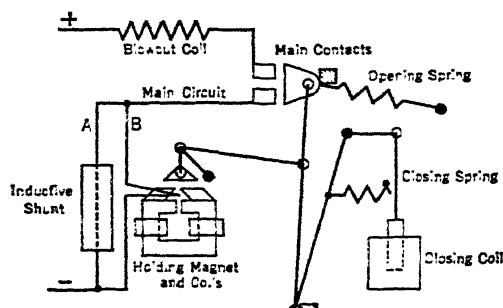 +
Blowout Coil
Main Contacts
Opening Spring
Main Circuit
A
B
Inductive
Shunt
Closing Spring
Closing Coil
Holding Magnet
and Coils
−